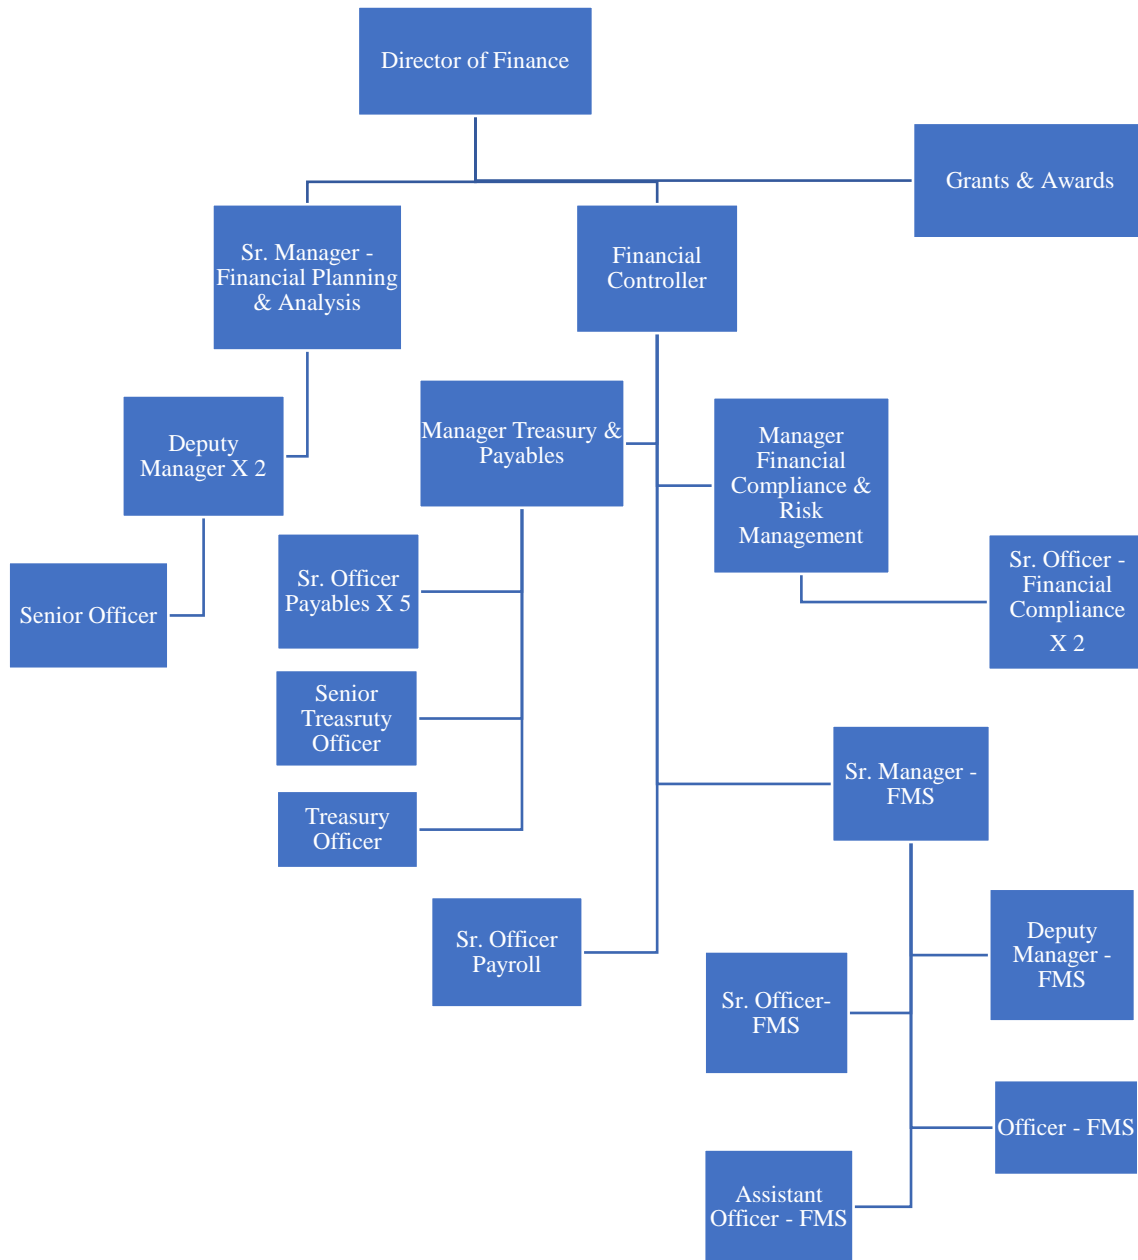 Director of Finance
Grants & Awards
Sr. Manager -
Financial Planning
& Analysis
Financial
Controller
Deputy
Manager X 2
Manager Treasury &
Payables
Manager
Financial
Compliance &
Risk
Management
Senior Officer
Sr. Officer
Payables X 5
Sr. Officer -
Financial
Compliance
X 2
Senior
Treasruty
Officer
Treasury
Officer
Sr. Manager -
FMS
Sr. Officer
Payroll
Deputy
Manager -
FMS
Sr. Officer-
FMS
Officer - FMS
Assistant
Officer - FMS